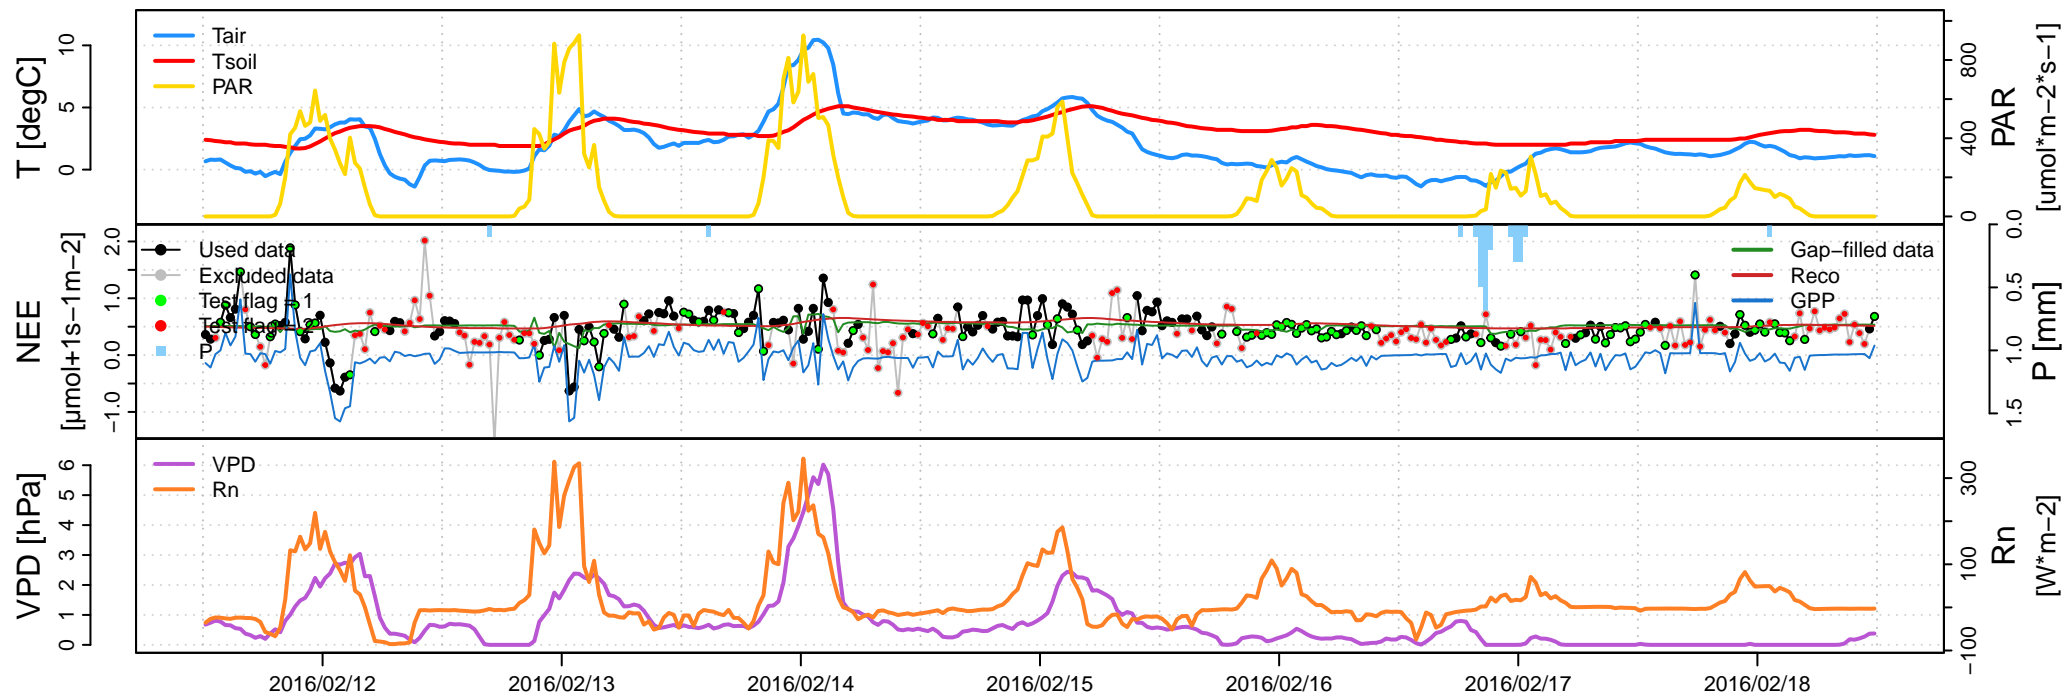 T [degC]
10
5
0
Tair
Tsoil
PAR
800
400
0
PAR
[umol*m−2*s−1]
NEE
[µmol+1s−1m−2]
2.0
1.0
0.0
−1.0
Used data
Excluded data
Test flag = 1
Test flag = 2
P
Gap−filled data
Reco
GPP
0.0
0.5
1.0
1.5
P [mm]
VPD [hPa]
6
5
4
3
2
1
0
VPD
Rn
300
100
−100
Rn
[W*m−2]
2016/02/12
2016/02/13
2016/02/14
2016/02/15
2016/02/16
2016/02/17
2016/02/18